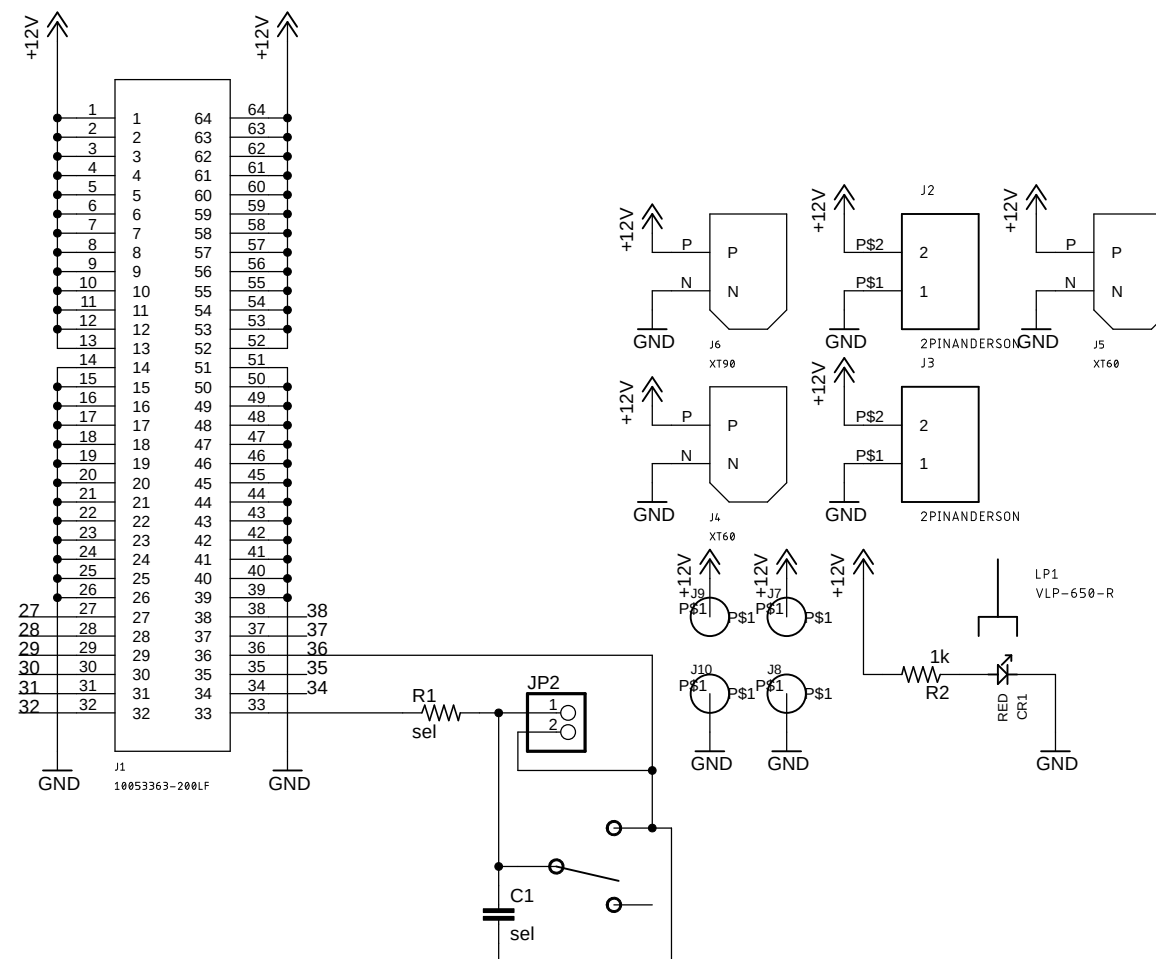 +12V +12V
1 1 64 64
2 2 63 63
3 3 62 62
4 4 61 61
5 5 60 60
6 6 59 59
7 7 58 58
8 8 57 57
9 9 56 56
10 10 55 55
11 11 54 54
12 12 53 53
13 13 52 52
14 14 51 51
15 15 50 50
16 16 49 49
17 17 48 48
18 18 47 47
19 19 46 46
20 20 45 45
21 21 44 44
22 22 43 43
23 23 42 42
24 24 41 41
25 25 40 40
26 26 39 39
27 27 27 38 38 38
28 28 28 37 37 37
29 29 29 36 36 36
30 30 30 35 35 35
31 31 31 34 34 34
32 32 32 33 33
GND GND
J1
10053363-200LF
+12V
P P
N N
GND
J6
XT90
+12V
J2
P$2 2
P$1 1
GND
2PINANDERSON
+12V
P P
N N
GND
J5
XT60
+12V
P P
N N
GND
J4
XT60
+12V
J3
P$2 2
P$1 1
GND
2PINANDERSON
+12V +12V +12V
J9 J7
P$1 P$1 P$1 P$1
J10 J8
P$1 P$1 P$1 P$1
GND GND
LP1
VLP-650-R
1k
R2
RED
CR1
GND
R1
sel
JP2
1
2
C1
sel